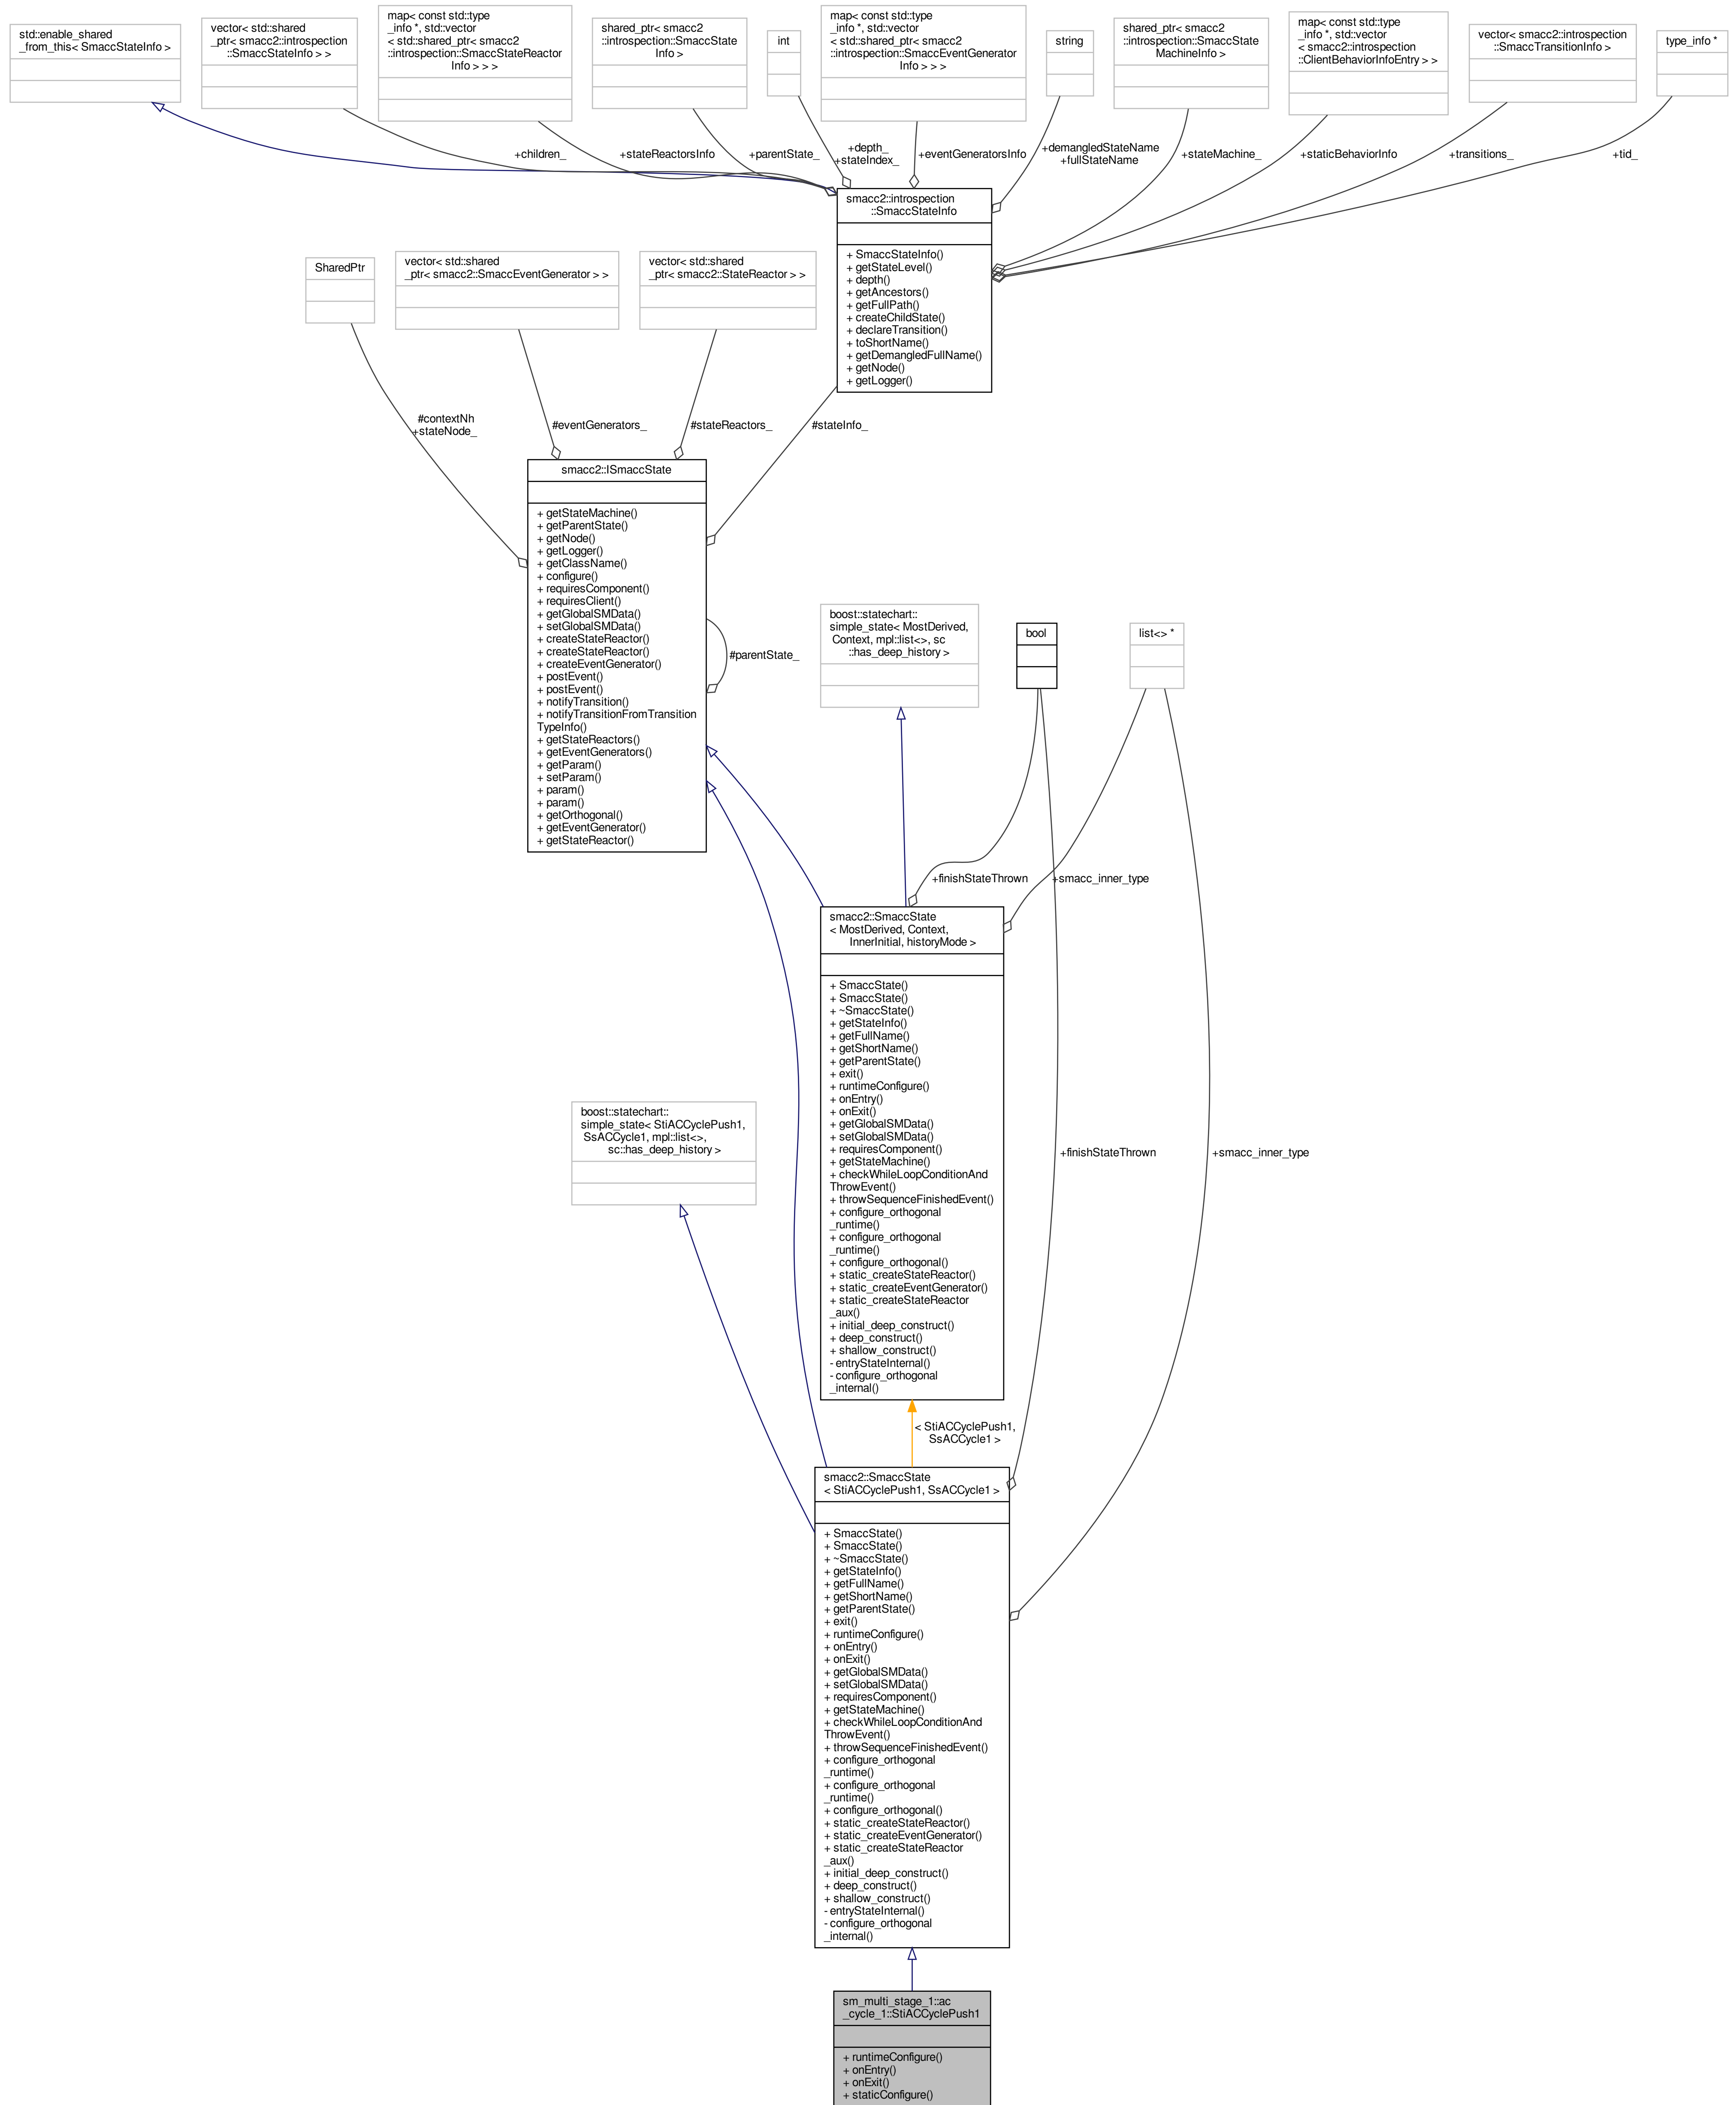 std::enable_shared
_from_this< SmaccStateInfo >
vector< std::shared
_ptr< smacc2::introspection
::SmaccStateInfo > >
map< const std::type
_info *, std::vector
< std::shared_ptr< smacc2
::introspection::SmaccStateReactor
Info > > >
shared_ptr< smacc2
::introspection::SmaccState
Info >
int
map< const std::type
_info *, std::vector
< std::shared_ptr< smacc2
::introspection::SmaccEventGenerator
Info > > >
string
shared_ptr< smacc2
::introspection::SmaccState
MachineInfo >
map< const std::type
_info *, std::vector
< smacc2::introspection
::ClientBehaviorInfoEntry > >
vector< smacc2::introspection
::SmaccTransitionInfo >
type_info *
+children_
+stateReactorsInfo
+parentState_
+depth_
+stateIndex_
+eventGeneratorsInfo
+demangledStateName
+fullStateName
+stateMachine_
+staticBehaviorInfo
+transitions_
+tid_
smacc2::introspection
::SmaccStateInfo
+ SmaccStateInfo()
+ getStateLevel()
+ depth()
+ getAncestors()
+ getFullPath()
+ createChildState()
+ declareTransition()
+ toShortName()
+ getDemangledFullName()
+ getNode()
+ getLogger()
SharedPtr
vector< std::shared
_ptr< smacc2::SmaccEventGenerator > >
vector< std::shared
_ptr< smacc2::StateReactor > >
#contextNh
+stateNode_
#eventGenerators_
#stateReactors_
#stateInfo_
smacc2::ISmaccState
+ getStateMachine()
+ getParentState()
+ getNode()
+ getLogger()
+ getClassName()
+ configure()
+ requiresComponent()
+ requiresClient()
+ getGlobalSMData()
+ setGlobalSMData()
+ createStateReactor()
+ createStateReactor()
+ createEventGenerator()
+ postEvent()
+ postEvent()
+ notifyTransition()
+ notifyTransitionFromTransition
TypeInfo()
+ getStateReactors()
+ getEventGenerators()
+ getParam()
+ setParam()
+ param()
+ param()
+ getOrthogonal()
+ getEventGenerator()
+ getStateReactor()
#parentState_
boost::statechart::
simple_state< MostDerived,
Context, mpl::list<>, sc
::has_deep_history >
bool
list<> *
+finishStateThrown
+smacc_inner_type
smacc2::SmaccState
< MostDerived, Context,
InnerInitial, historyMode >
+ SmaccState()
+ SmaccState()
+ ~SmaccState()
+ getStateInfo()
+ getFullName()
+ getShortName()
+ getParentState()
+ exit()
+ runtimeConfigure()
+ onEntry()
+ onExit()
+ getGlobalSMData()
+ setGlobalSMData()
+ requiresComponent()
+ getStateMachine()
+ checkWhileLoopConditionAnd
ThrowEvent()
+ throwSequenceFinishedEvent()
+ configure_orthogonal
_runtime()
+ configure_orthogonal
_runtime()
+ configure_orthogonal()
+ static_createStateReactor()
+ static_createEventGenerator()
+ static_createStateReactor
_aux()
+ initial_deep_construct()
+ deep_construct()
+ shallow_construct()
- entryStateInternal()
- configure_orthogonal
_internal()
boost::statechart::
simple_state< StiACCyclePush1,
SsACCycle1, mpl::list<>,
sc::has_deep_history >
+finishStateThrown
+smacc_inner_type
< StiACCyclePush1,
SsACCycle1 >
smacc2::SmaccState
< StiACCyclePush1, SsACCycle1 >
+ SmaccState()
+ SmaccState()
+ ~SmaccState()
+ getStateInfo()
+ getFullName()
+ getShortName()
+ getParentState()
+ exit()
+ runtimeConfigure()
+ onEntry()
+ onExit()
+ getGlobalSMData()
+ setGlobalSMData()
+ requiresComponent()
+ getStateMachine()
+ checkWhileLoopConditionAnd
ThrowEvent()
+ throwSequenceFinishedEvent()
+ configure_orthogonal
_runtime()
+ configure_orthogonal
_runtime()
+ configure_orthogonal()
+ static_createStateReactor()
+ static_createEventGenerator()
+ static_createStateReactor
_aux()
+ initial_deep_construct()
+ deep_construct()
+ shallow_construct()
- entryStateInternal()
- configure_orthogonal
_internal()
sm_multi_stage_1::ac
_cycle_1::StiACCyclePush1
+ runtimeConfigure()
+ onEntry()
+ onExit()
+ staticConfigure()